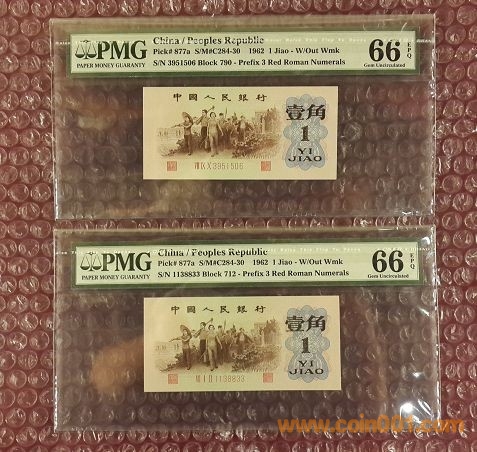 PMG
PAPER MONEY GUARANTY
China / Peoples Republic
Pick# 877a S/M#C284-30 1962 1 Jiao - W/Out Wmk
S/N 3951506 Block 790 - Prefix 3 Red Roman Numerals
66 EPQ
Gem Uncirculated
中国人民银行
壹角
1
YI
JIAO
VII IX X 3951506
PMG
PAPER MONEY GUARANTY
China / Peoples Republic
Pick# 877a S/M#C284-30 1962 1 Jiao - W/Out Wmk
S/N 1138833 Block 712 - Prefix 3 Red Roman Numerals
66 EPQ
Gem Uncirculated
中国人民银行
壹角
1
YI
JIAO
VII I II 1138833
www.coin001.com